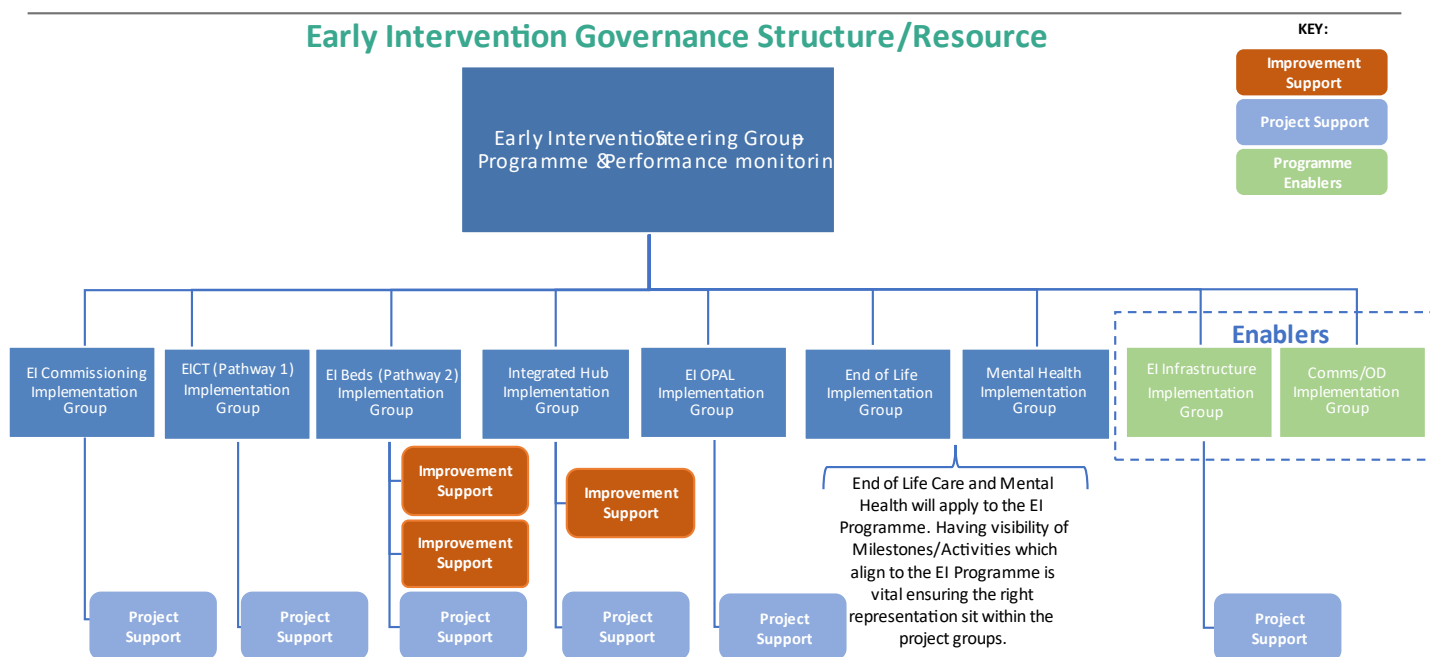 Early Intervention Governance Structure/Resource
KEY:
Improvement
Support
Project Support
Programme
Enablers
Early Intervention Steering Group –
Programme & Performance monitorin
Enablers
EI Commissioning
Implementation
Group
EICT (Pathway 1)
Implementation
Group
EI Beds (Pathway 2)
Implementation
Group
Integrated Hub
Implementation
Group
EI OPAL
Implementation
Group
End of Life
Implementation
Group
Mental Health
Implementation
Group
EI Infrastructure
Implementation
Group
Comms/OD
Implementation
Group
Improvement
Support
Improvement
Support
Improvement
Support
End of Life Care and Mental
Health will apply to the EI
Programme. Having visibility of
Milestones/Activities which
align to the EI Programme is
vital ensuring the right
representation sit within the
project groups.
Project
Support
Project
Support
Project
Support
Project
Support
Project
Support
Project
Support